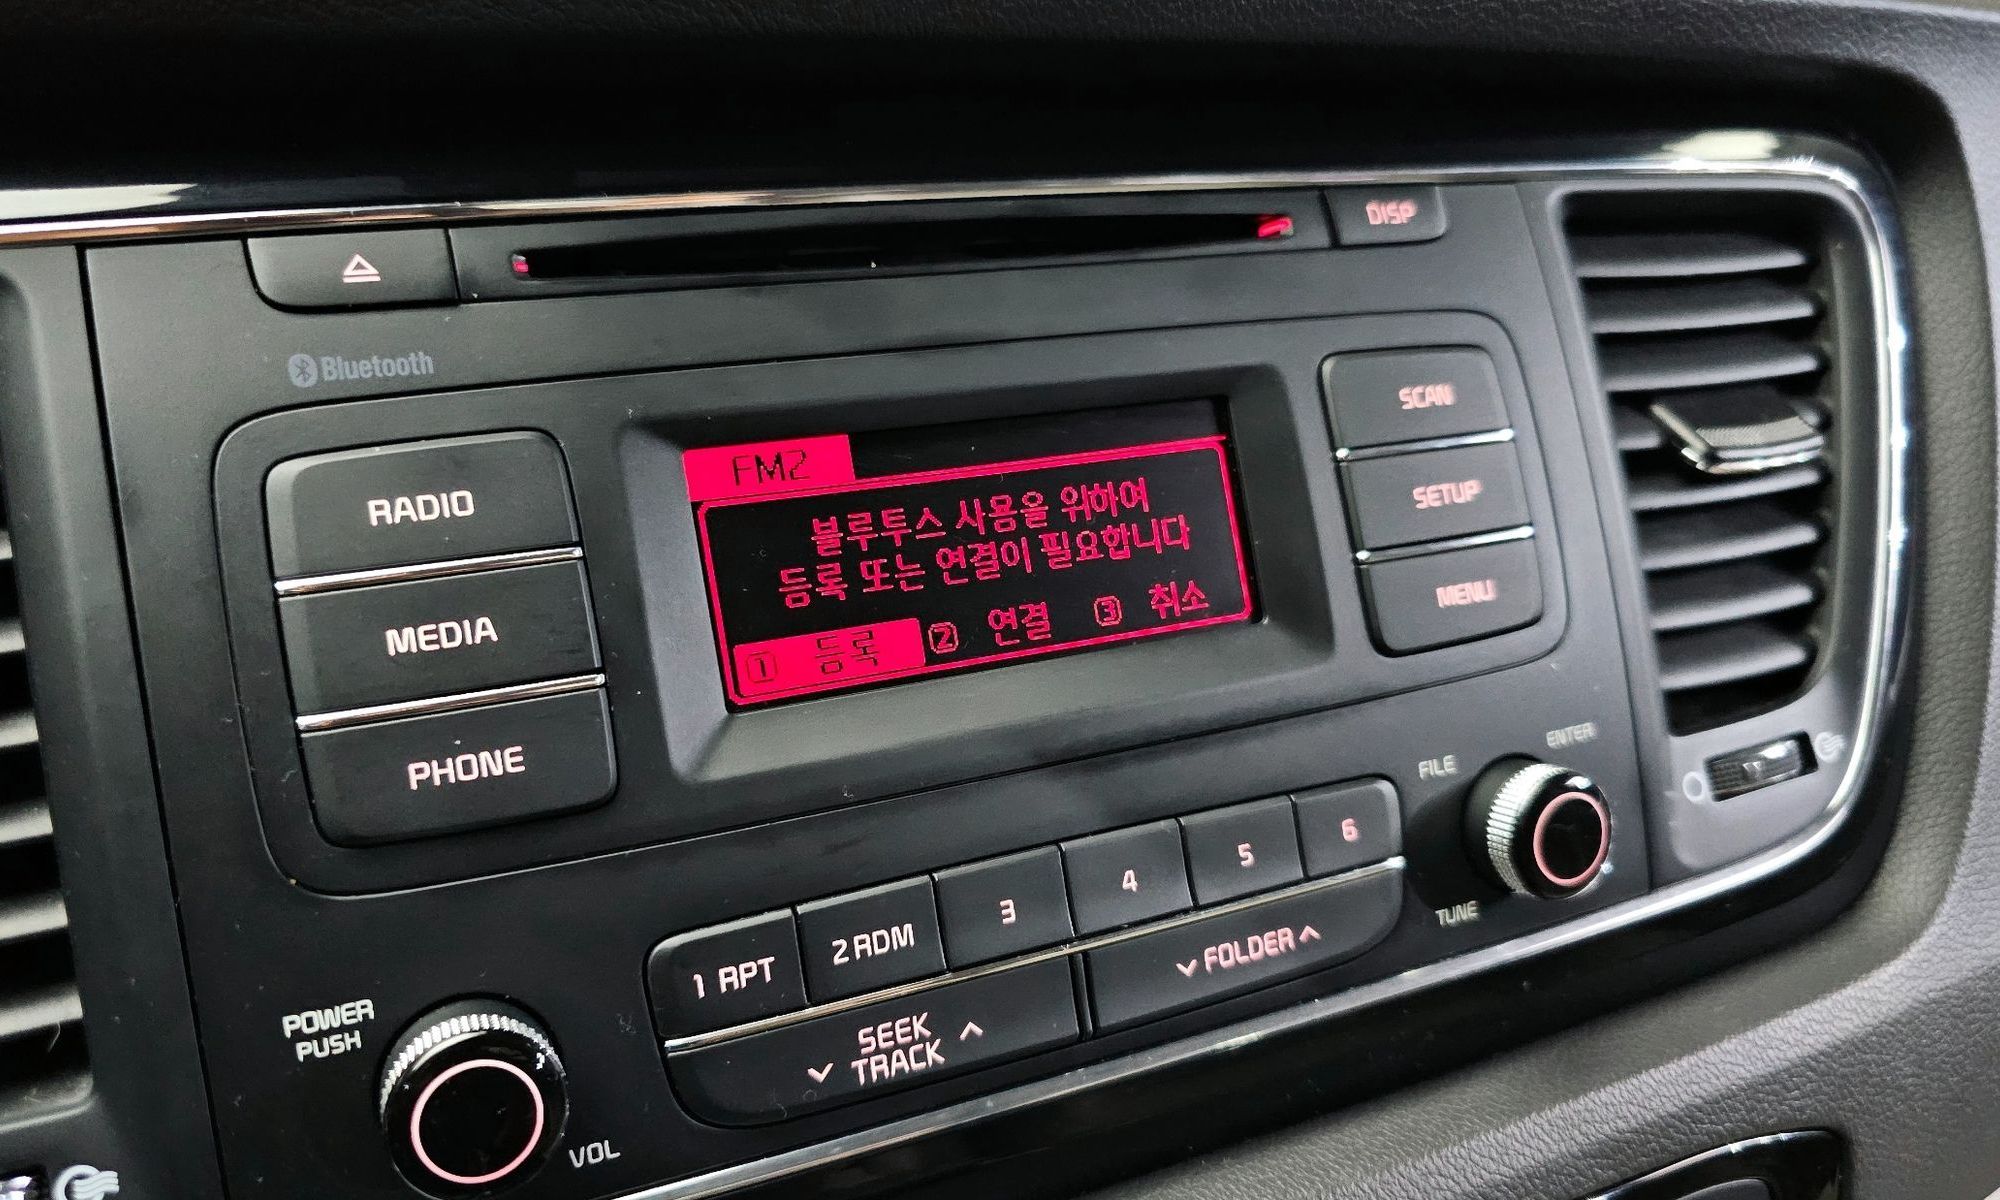 DISP
Bluetooth
SCAN
RADIO
FM2
블루투스 사용을 위하여
등록 또는 연결이 필요합니다
1 등록 2 연결 3 취소
SETUP
MEDIA
MENU
PHONE
FILE
ENTER
TUNE
1 RPT
2 RDM
3
4
5
6
SEEK
TRACK
FOLDER
POWER
PUSH
VOL